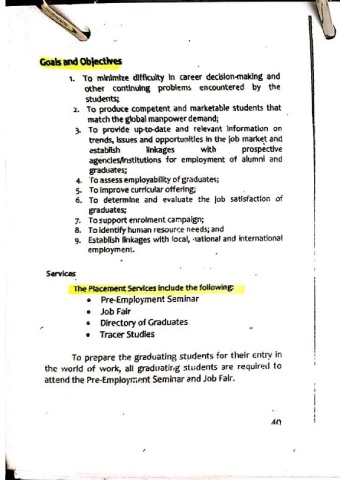 Goals and Objectives
1. To minimize difficulty in career decision-making and
other continuing problems encountered by the
students;
2. To produce competent and marketable students that
match the global manpower demand;
3. To provide up-to-date and relevant information on
trends, issues and opportunities in the job market and
establish linkages with prospective
agencies/institutions for employment of alumni and
graduates;
4. To assess employability of graduates;
5. To improve curricular offering;
6. To determine and evaluate the job satisfaction of
graduates;
7. To support enrolment campaign;
8. To identify human resource needs; and
9. Establish linkages with local, national and international
employment.
Services
The Placement Services include the following:
• Pre-Employment Seminar
• Job Fair
• Directory of Graduates
• Tracer Studies
To prepare the graduating students for their entry in
the world of work, all graduating students are required to
attend the Pre-Employment Seminar and Job Fair.
40